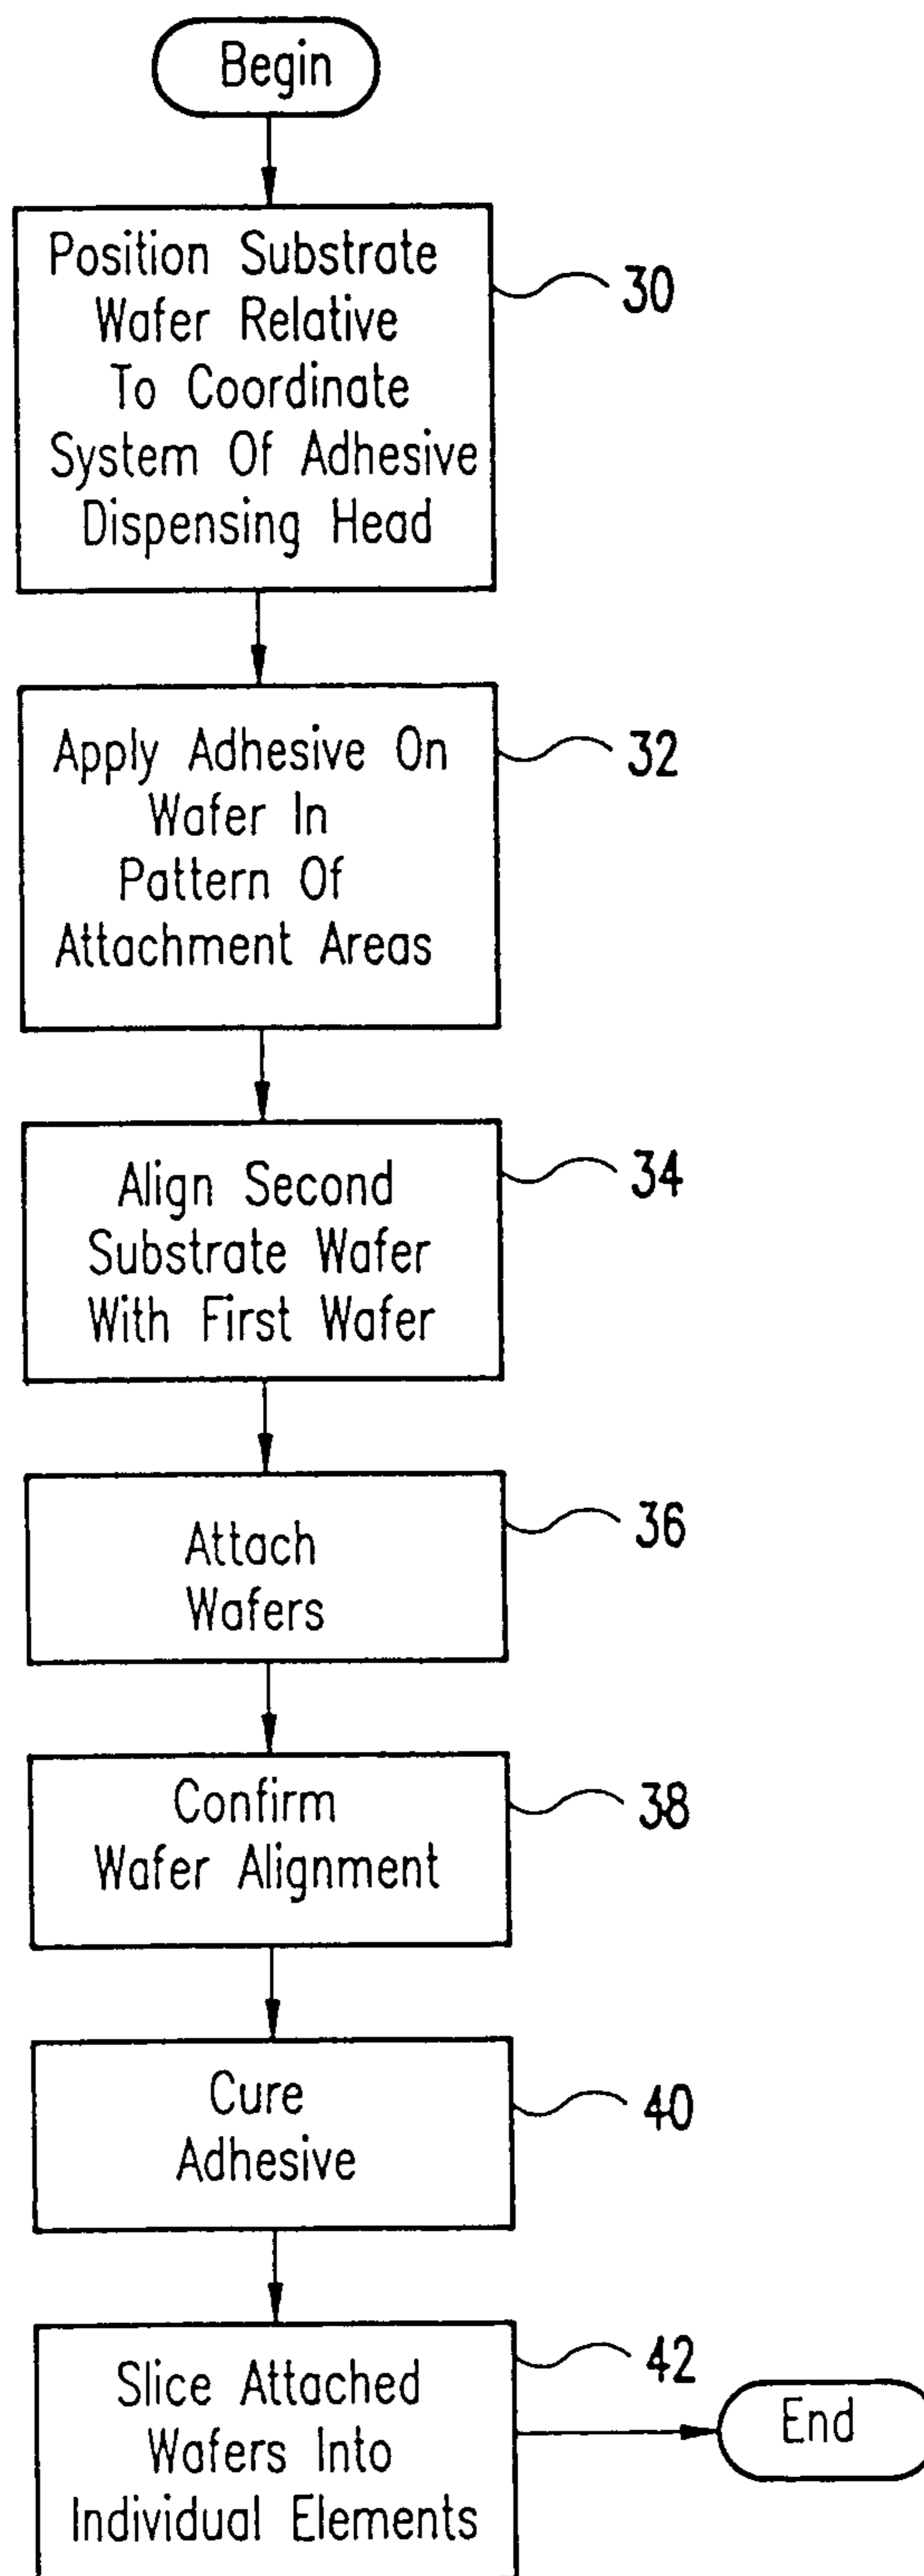 Begin
Position Substrate
Wafer Relative
To Coordinate
System Of Adhesive
Dispensing Head
30
Apply Adhesive On
Wafer In
Pattern Of
Attachment Areas
32
Align Second
Substrate Wafer
With First Wafer
34
Attach
Wafers
36
Confirm
Wafer Alignment
38
Cure
Adhesive
40
Slice Attached
Wafers Into
Individual Elements
42
End